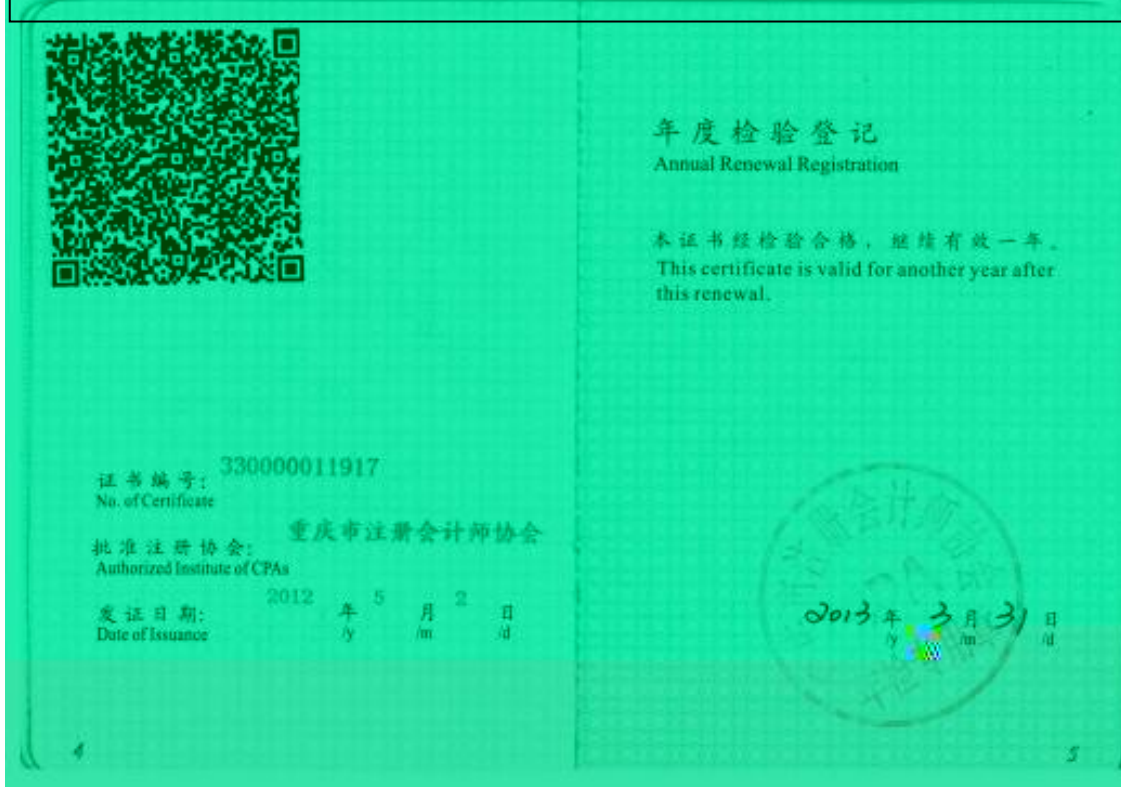 证书编号: 330000011917
No. of Certificate
批准注册协会: 重庆市注册会计师协会
Authorized Institute of CPAs
发证日期: 2012 年 5 月 2 日
Date of Issuance /y /m /d
4
年度检验登记
Annual Renewal Registration
本证书经检验合格，继续有效一年。
This certificate is valid for another year after
this renewal.
2013 年 3 月 31 日
/y /m /d
5